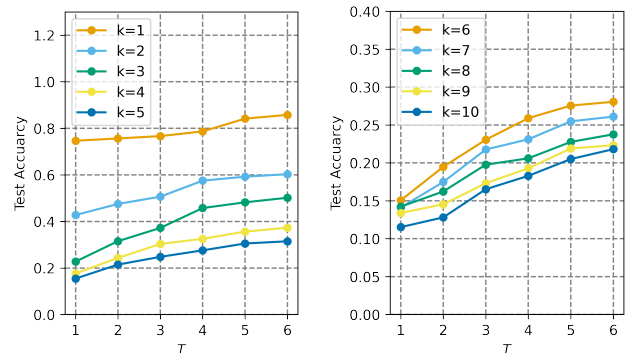 1.2
1.0
0.8
0.6
0.4
0.2
0.0
Test Accuarcy
k=1
k=2
k=3
k=4
k=5
1 2 3 4 5 6
T
0.40
0.35
0.30
0.25
0.20
0.15
0.10
0.05
0.00
Test Accuarcy
k=6
k=7
k=8
k=9
k=10
1 2 3 4 5 6
T